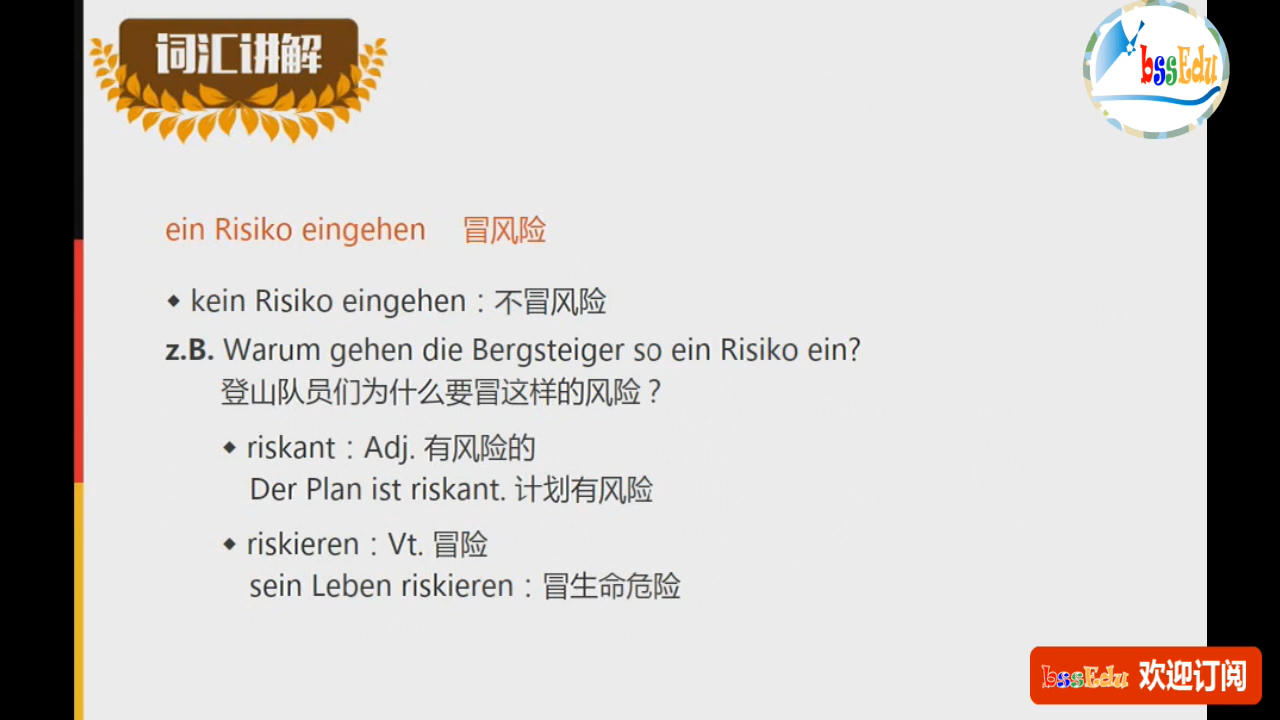 词汇讲解
bssEdu
ein Risiko eingehen 冒风险
◆ kein Risiko eingehen：不冒风险
z.B. Warum gehen die Bergsteiger so ein Risiko ein?
登山队员们为什么要冒这样的风险？
◆ riskant：Adj. 有风险的
Der Plan ist riskant. 计划有风险
◆ riskieren：Vt. 冒险
sein Leben riskieren：冒生命危险
bssEdu 欢迎订阅